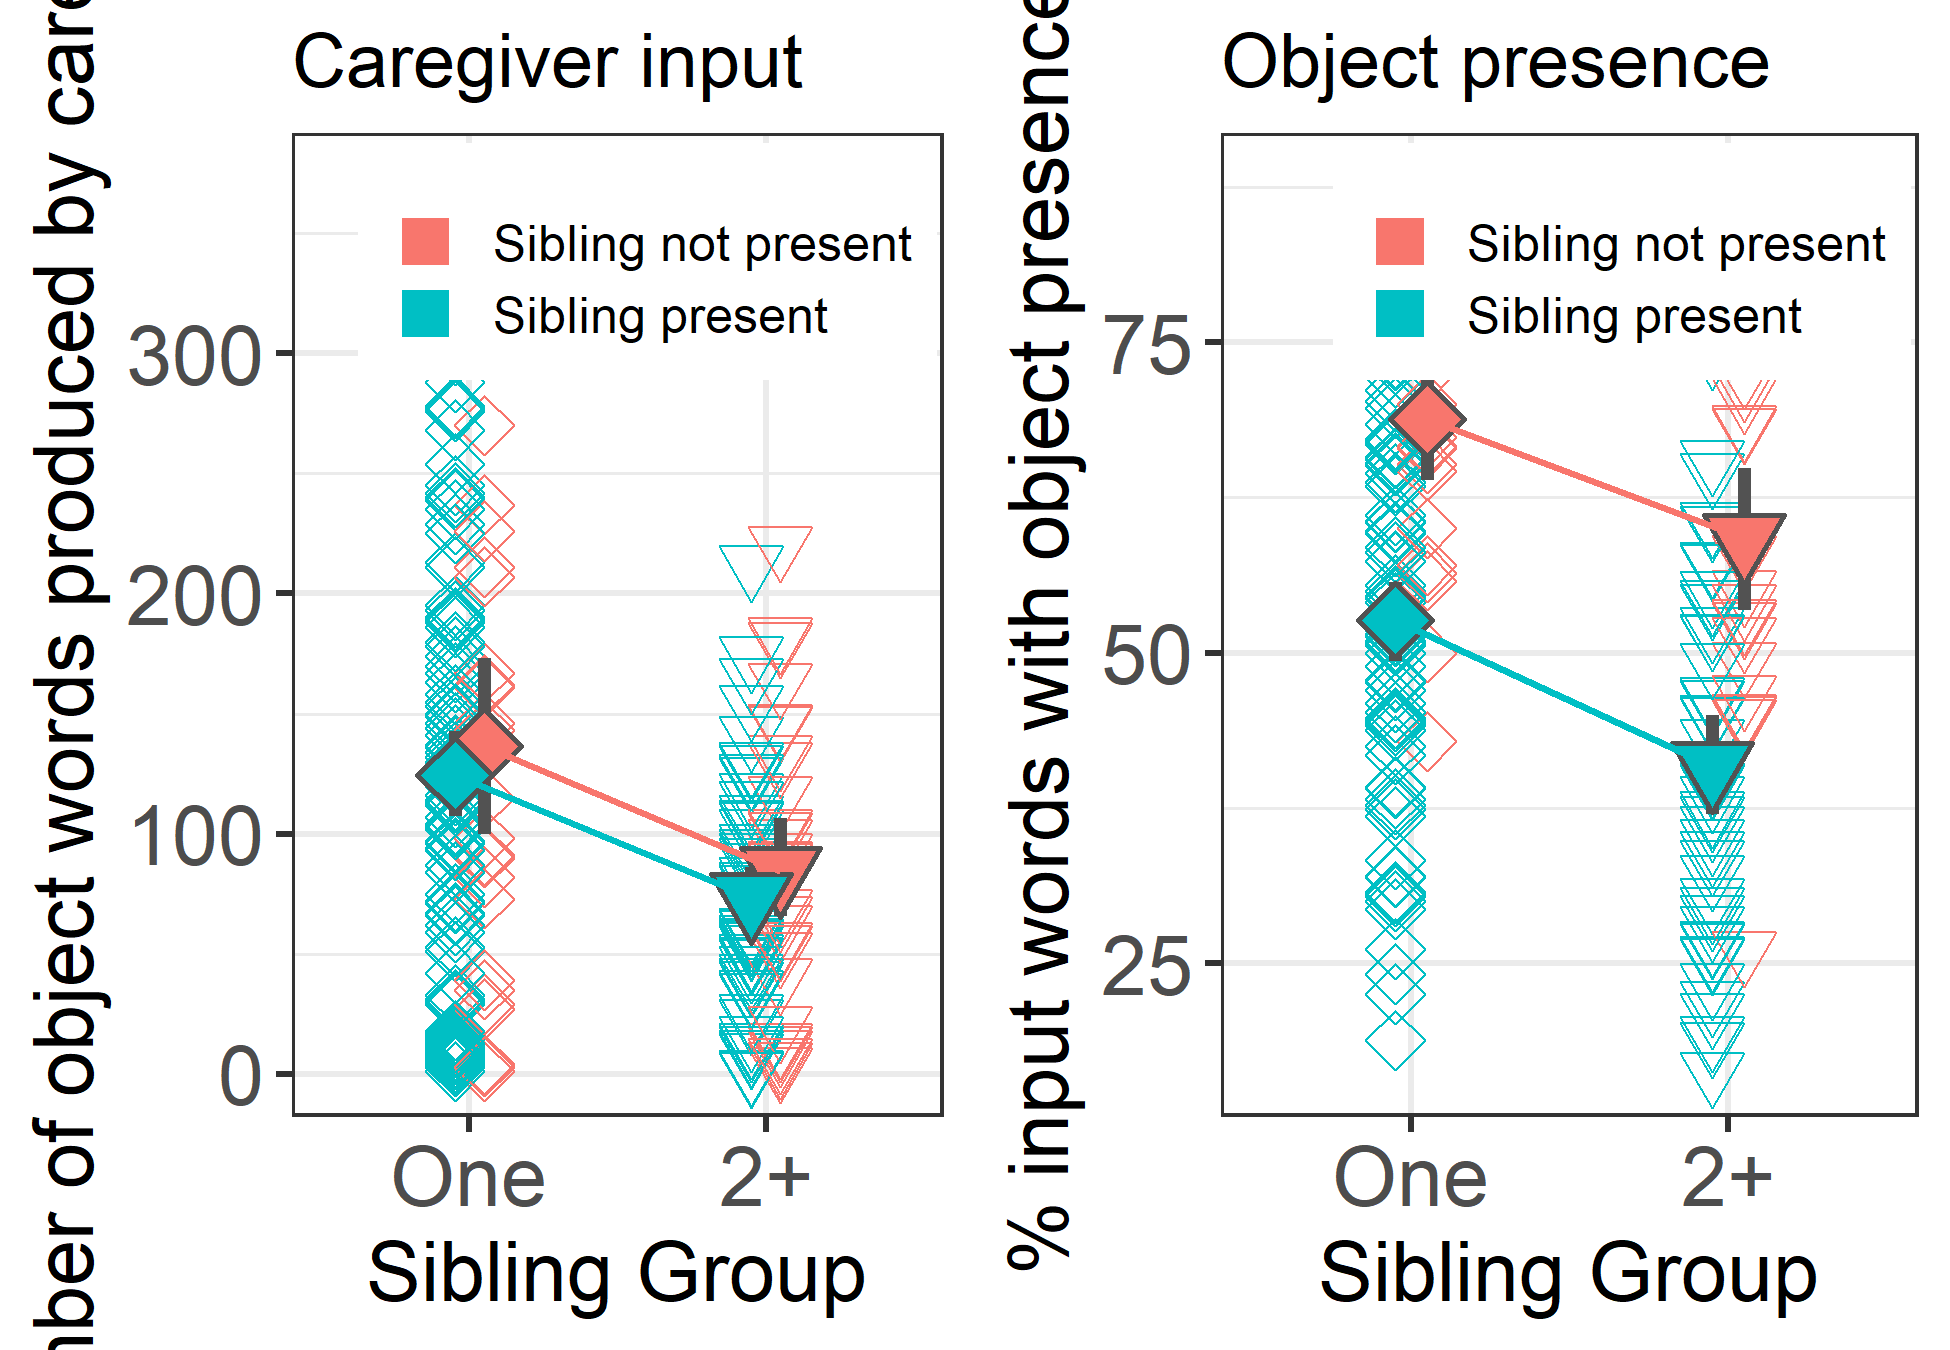 Caregiver input
of object words produced by
Sibling not present
Sibling present
300
200
100
0
One
2+
Sibling Group
Object presence
% input words with object presence
Sibling not present
Sibling present
75
50
25
One
2+
Sibling Group